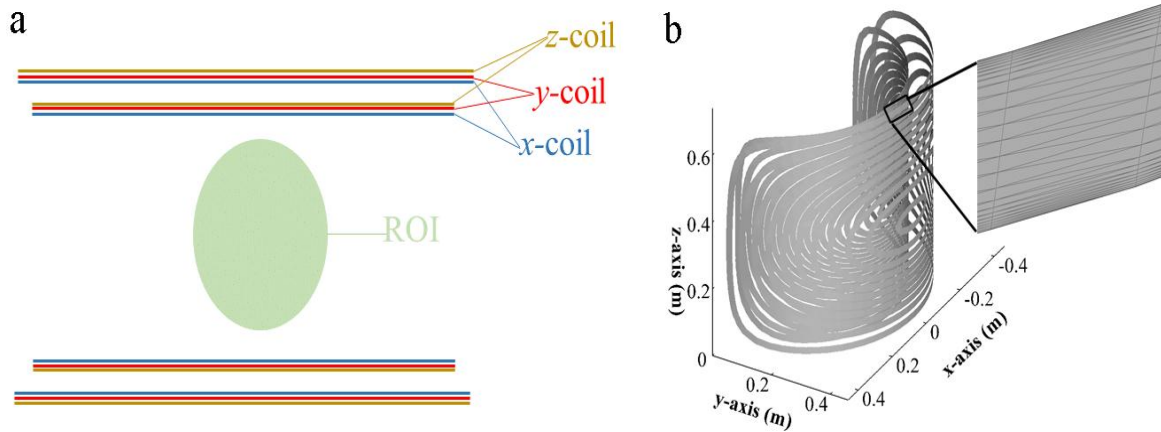 a
z-coil
y-coil
x-coil
ROI
b
z-axis (m)
0.6
0.4
0.2
0
0.2
0.4
y-axis (m)
0.4
0.2
0
-0.2
-0.4
x-axis (m)